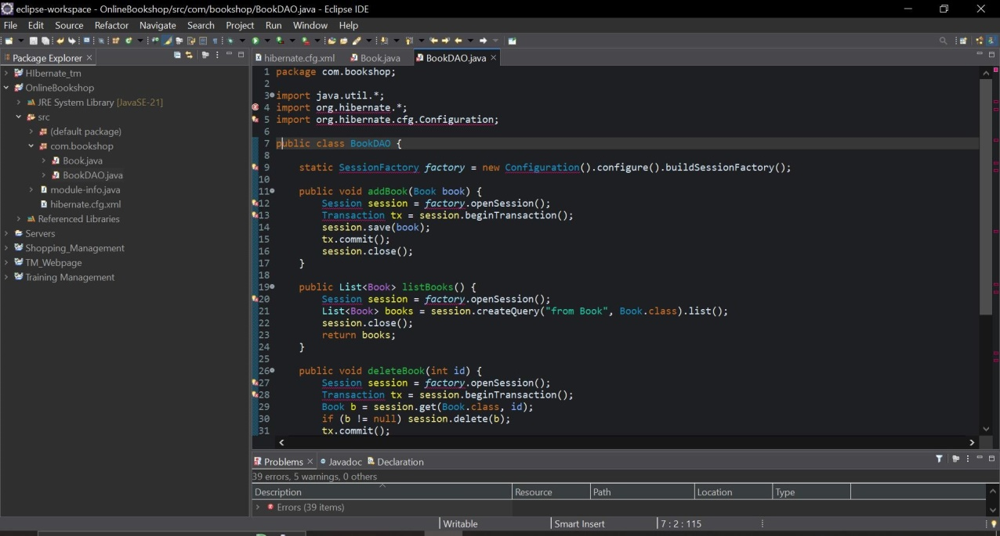 eclipse-workspace - OnlineBookshop/src/com/bookshop/BookDAO.java - Eclipse IDE
File Edit Source Refactor Navigate Search Project Run Window Help
Package Explorer
HIbernate_tm
OnlineBookshop
JRE System Library [JavaSE-21]
src
(default package)
com.bookshop
Book.java
BookDAO.java
module-info.java
hibernate.cfg.xml
Referenced Libraries
Servers
Shopping_Management
TM_Webpage
Training Management
hibernate.cfg.xml Book.java BookDAO.java
1 package com.bookshop;
2
3 import java.util.*;
4 import org.hibernate.*;
5 import org.hibernate.cfg.Configuration;
6
7 public class BookDAO {
8
9 static SessionFactory factory = new Configuration().configure().buildSessionFactory();
10
11 public void addBook(Book book) {
12 Session session = factory.openSession();
13 Transaction tx = session.beginTransaction();
14 session.save(book);
15 tx.commit();
16 session.close();
17 }
18
19 public List<Book> listBooks() {
20 Session session = factory.openSession();
21 List<Book> books = session.createQuery("from Book", Book.class).list();
22 session.close();
23 return books;
24 }
25
26 public void deleteBook(int id) {
27 Session session = factory.openSession();
28 Transaction tx = session.beginTransaction();
29 Book b = session.get(Book.class, id);
30 if (b != null) session.delete(b);
31 tx.commit();
Problems Javadoc Declaration
39 errors, 5 warnings, 0 others
Description Resource Path Location Type
Errors (39 items)
Writable Smart Insert 7 : 2 : 115